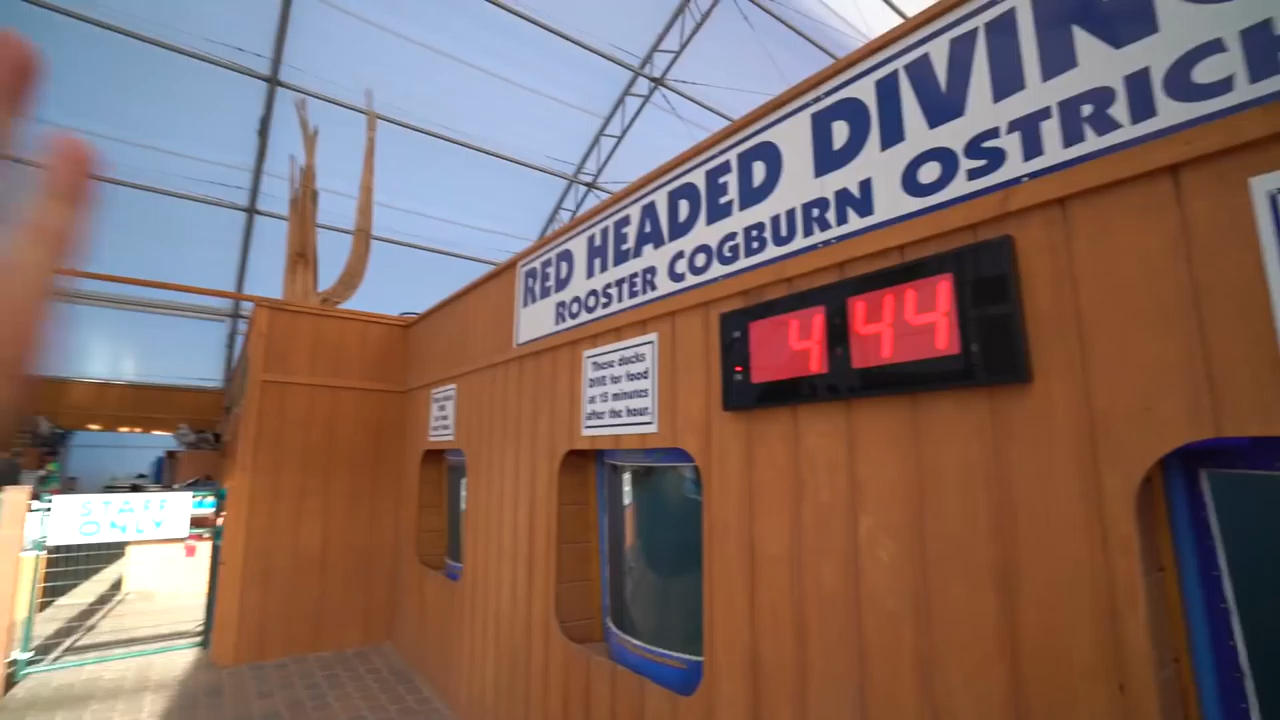 RED HEADED DIVIN
ROOSTER COGBURN OSTRICH
4 44
These ducks
DIVE for food
at 15 minutes
after the hour.
STAFF
ONLY